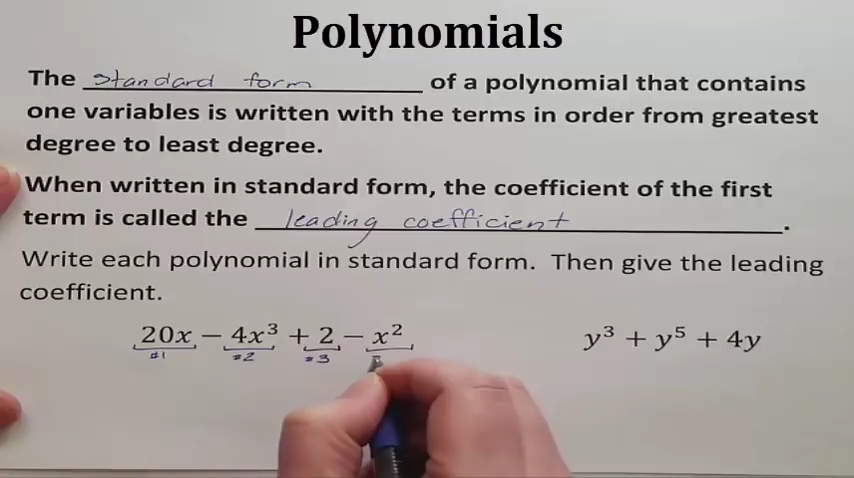 Polynomials
The standard form of a polynomial that contains
one variables is written with the terms in order from greatest
degree to least degree.
When written in standard form, the coefficient of the first
term is called the leading coefficient.
Write each polynomial in standard form. Then give the leading
coefficient.
20x − 4x³ + 2 − x² y³ + y⁵ + 4y
#1 #2 #3